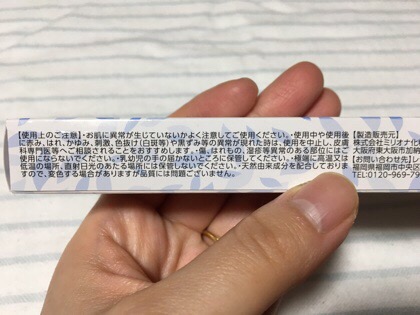 【使用上のご注意】・お肌に異常が生じていないかよく注意してご使用ください。・使用中や使用後
に赤み、はれ、かゆみ、刺激、色抜け(白斑等)や黒ずみ等の異常が現れた時は、使用を中止し、皮膚
科専門医等へご相談されることをおすすめします。・傷、はれもの、湿疹等異常のある部位にはご
使用にならないでください。・乳幼児の手の届かないところに保管してください。・極端に高温又は
低温の場所、直射日光のあたる場所には保管しないでください。・天然由来成分を配合しておりま
すので、変色する場合がありますが品質には問題ございません。
【製造販売元】
株式会社ミリオナ化
大阪府東大阪市加納
【お問い合わせ先】レ
福岡県福岡市中央区
TEL:0120-969-79